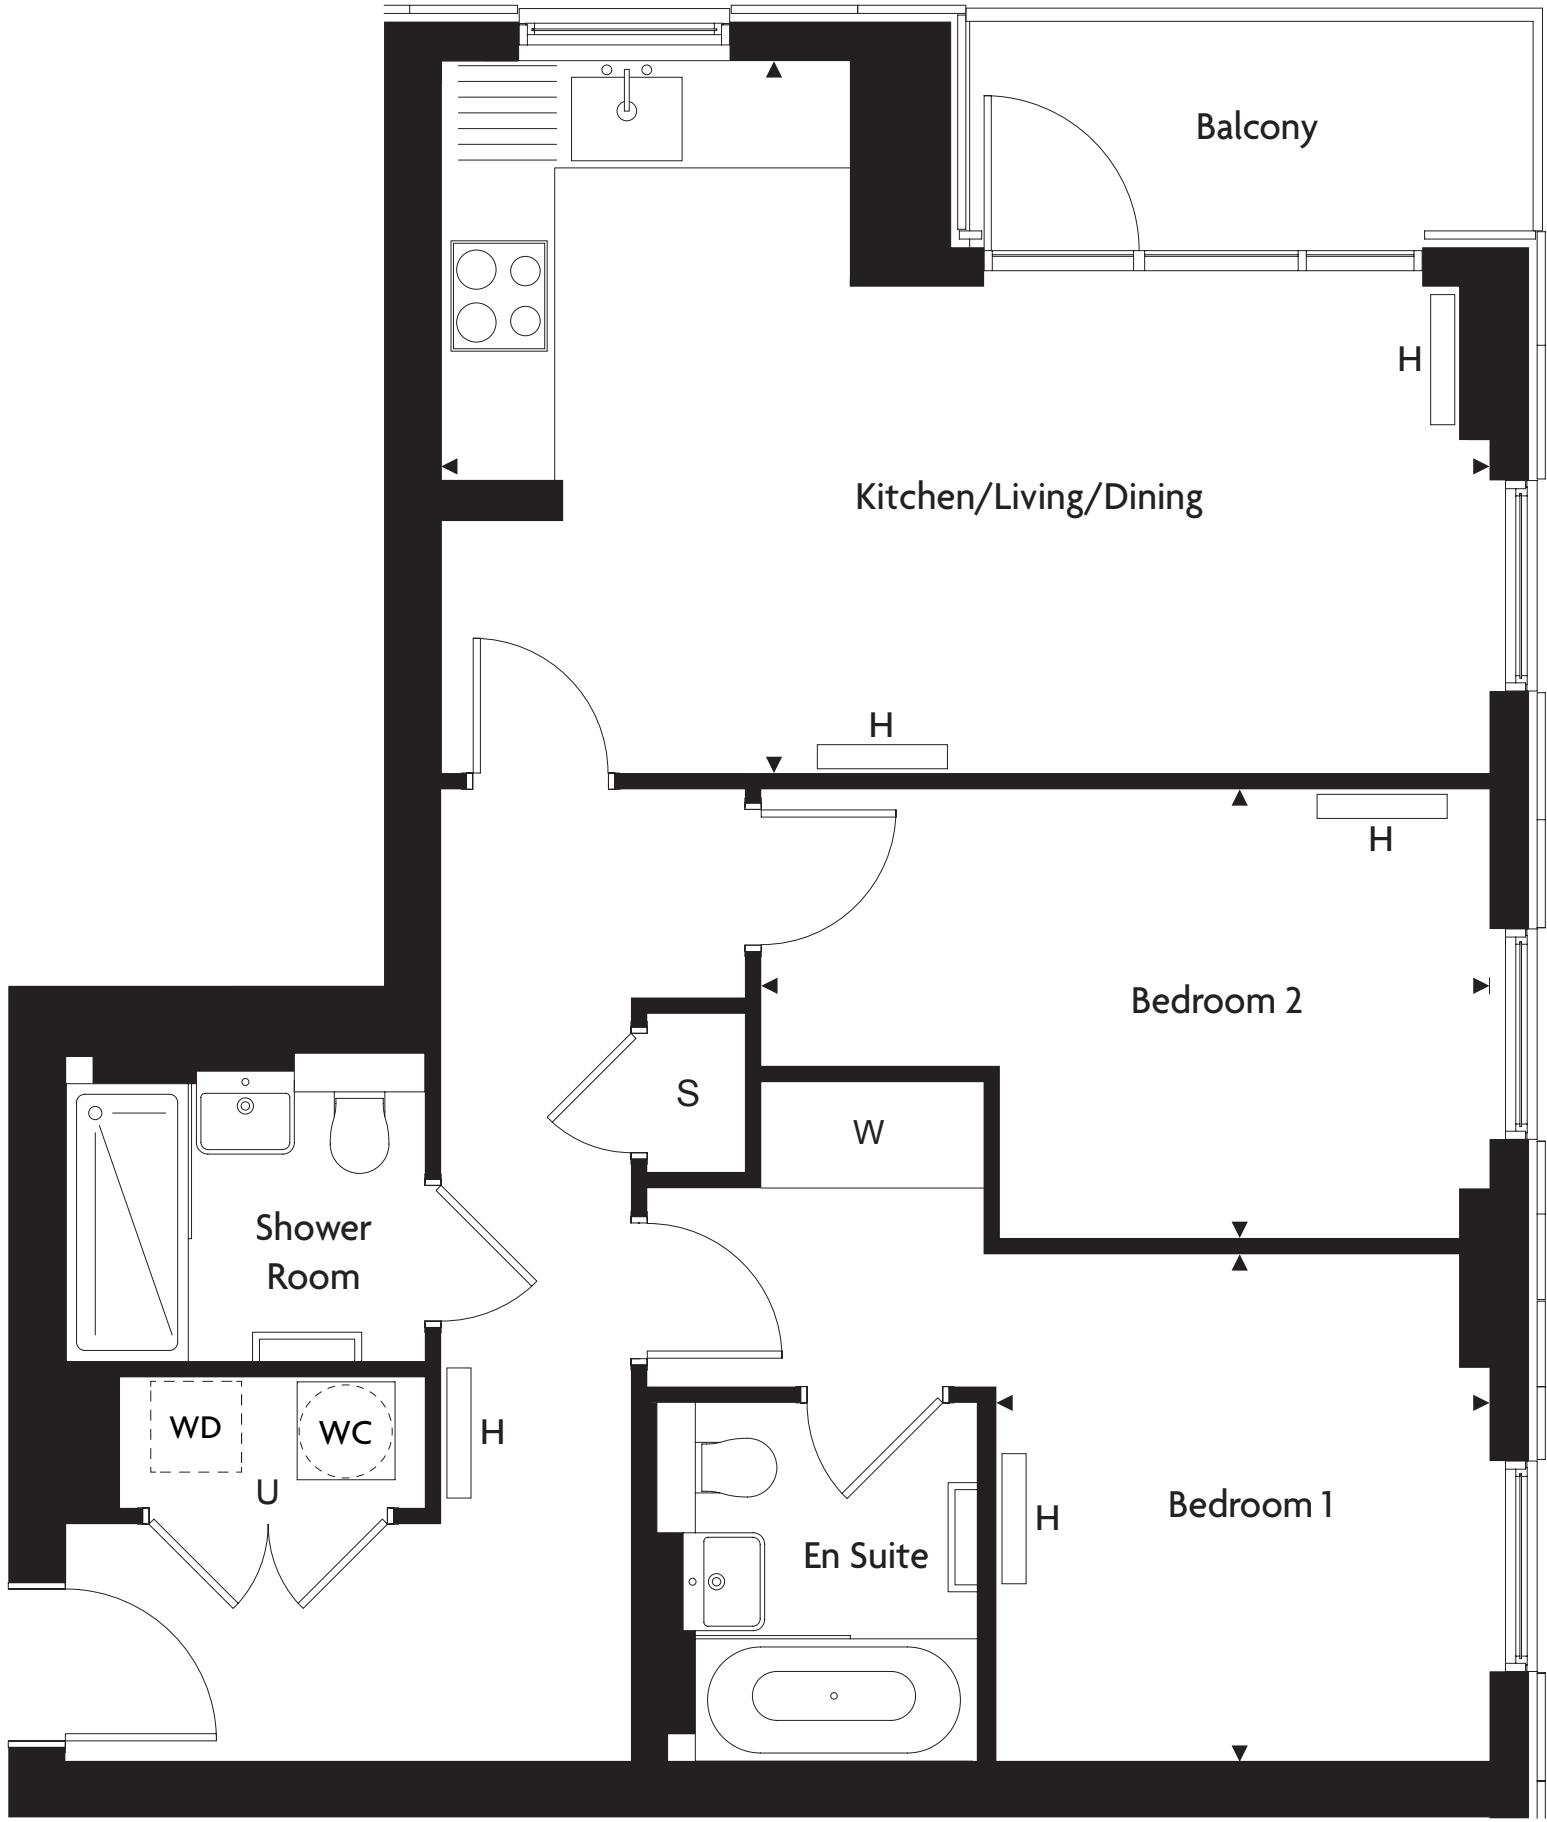 Balcony
H
Kitchen/Living/Dining
H
H
Bedroom 2
S
W
Shower
Room
WD
WC
H
U
Bedroom 1
H
En Suite